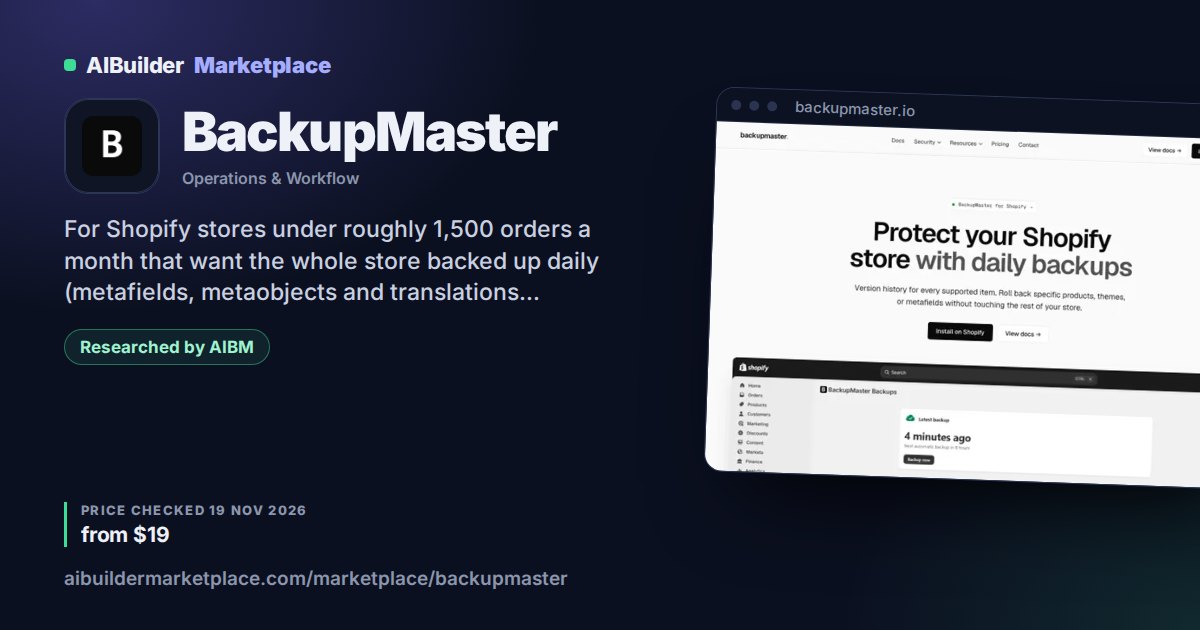 AIBuilder Marketplace
B
BackupMaster
Operations & Workflow
For Shopify stores under roughly 1,500 orders a
month that want the whole store backed up daily
(metafields, metaobjects and translations...
Researched by AIBM
PRICE CHECKED 19 NOV 2026
from $19
aibuildermarketplace.com/marketplace/backupmaster
backupmaster.io
backupmaster
Docs Security Resources Pricing Contact
View docs →
BackupMaster for Shopify
Protect your Shopify
store with daily backups
Version history for every supported item. Roll back specific products, themes,
or metafields without touching the rest of your store.
Install on Shopify View docs →
shopify
Search
Home
Orders
Products
Customers
Marketing
Discounts
Content
Markets
Finance
Analytics
B BackupMaster Backups
Latest backup
4 minutes ago
Backup now